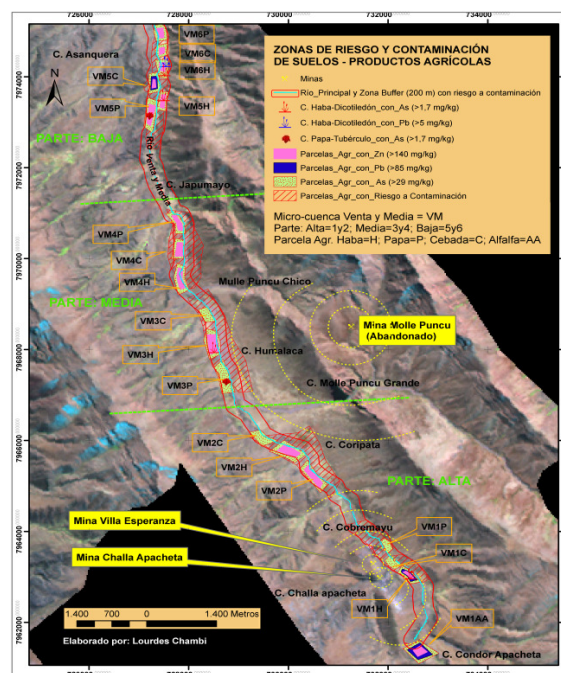 726000 728000 730000 732000 734000
ZONAS DE RIESGO Y CONTAMINACIÓN
DE SUELOS - PRODUCTOS AGRÍCOLAS
Minas
Río_Principal y Zona Buffer (200 m) con riesgo a contaminación
C. Haba-Dicotiledón_con_As (>1,7 mg/kg)
C. Haba-Dicotiledón_con_Pb (>5 mg/kg)
C. Papa-Tubérculo_con_As (>1,7 mg/kg)
Parcelas_Agr_con_Zn (>140 mg/kg)
Parcelas_Agr_con_Pb (>85 mg/kg)
Parcelas_Agr_con_ As (>29 mg/kg)
Parcelas_Agr_con_Riesgo a Contaminación
Micro-cuenca Venta y Media = VM
Parte: Alta=1y2; Media=3y4; Baja=5y6
Parcela Agr. Haba=H; Papa=P; Cebada=C; Alfalfa=AA
C. Asanquera
VM6P
VM6C
VM6H
VM5C
VM5P
VM5H
N
PARTE: BAJA
Río Venta y Media
C. Japumayo
VM4P
VM4C
VM4H
Mulle Puncu Chico
PARTE: MEDIA
VM3C
VM3H
VM3P
Mina Molle Puncu
(Abandonado)
C. Humalaca
C. Molle Puncu Grande
VM2C
VM2H
VM2P
C. Coripata
PARTE: ALTA
Mina Villa Esperanza
Mina Challa Apacheta
C. Cobremayu
VM1P
VM1C
C. Challa apacheta
VM1H
VM1AA
C. Condor Apacheta
1.400 700 0 1.400 Metros
Elaborado por: Lourdes Chambi
7974000
7972000
7970000
7968000
7966000
7964000
7962000